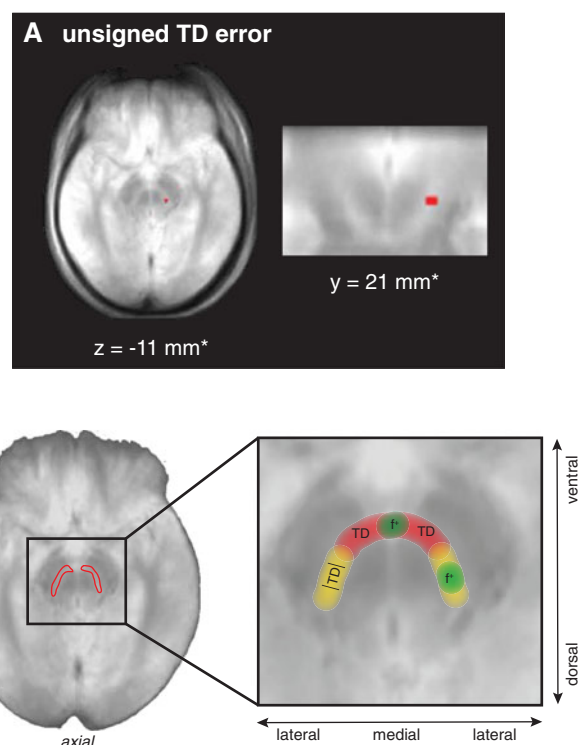 A unsigned TD error
y = 21 mm*
z = -11 mm*
ventral
TD
f⁺
TD
|TD|
f⁺
dorsal
axial
lateral
medial
lateral